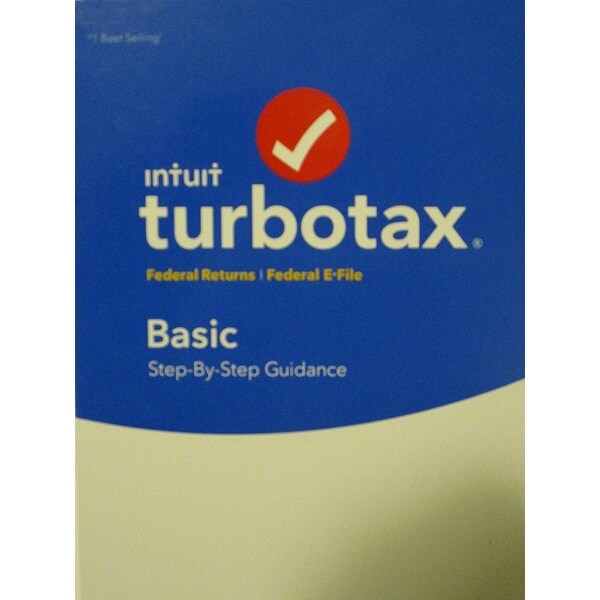 #1 Best Selling
intuit
turbotax®
Federal Returns | Federal E-File
Basic
Step-By-Step Guidance